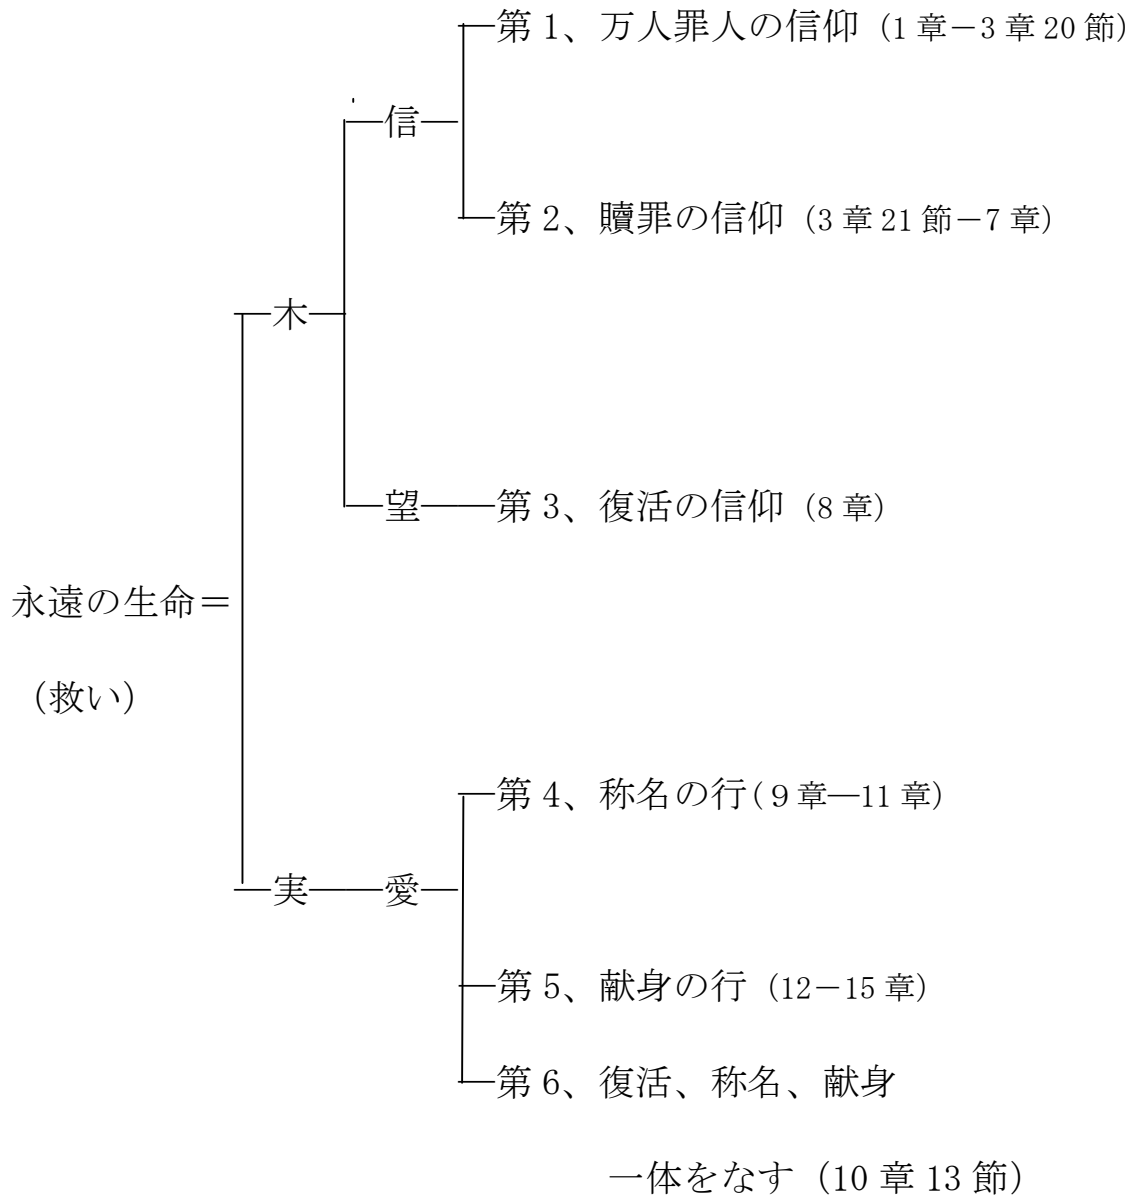 第 1、万人罪人の信仰（1 章－3 章 20 節）
信
第 2、贖罪の信仰（3 章 21 節－7 章）
木
望
第 3、復活の信仰（8 章）
永遠の生命＝
（救い）
第 4、称名の行(９章―11 章）
実
愛
第 5、献身の行（12－15 章）
第 6、復活、称名、献身
一体をなす（10 章 13 節）